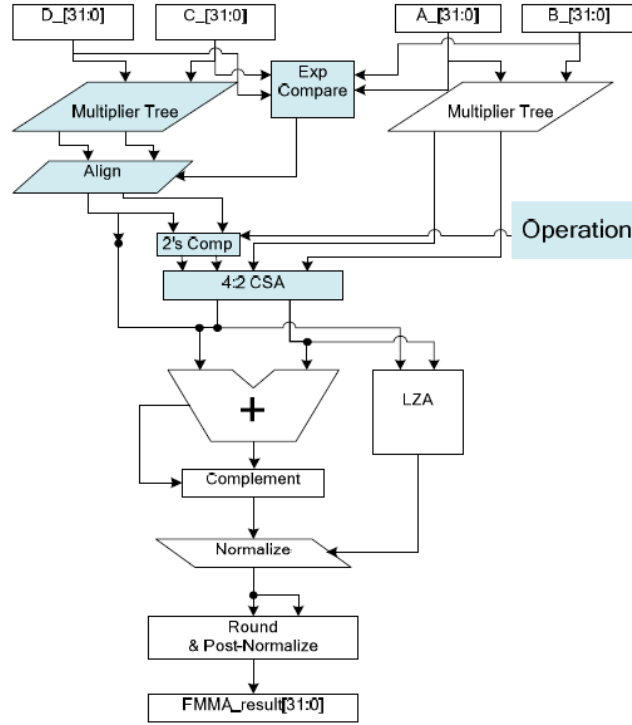 D_[31:0]
C_[31:0]
A_[31:0]
B_[31:0]
Exp
Compare
Multiplier Tree
Multiplier Tree
Align
Operation
2's Comp
4:2 CSA
+
LZA
Complement
Normalize
Round
& Post-Normalize
FMMA_result[31:0]